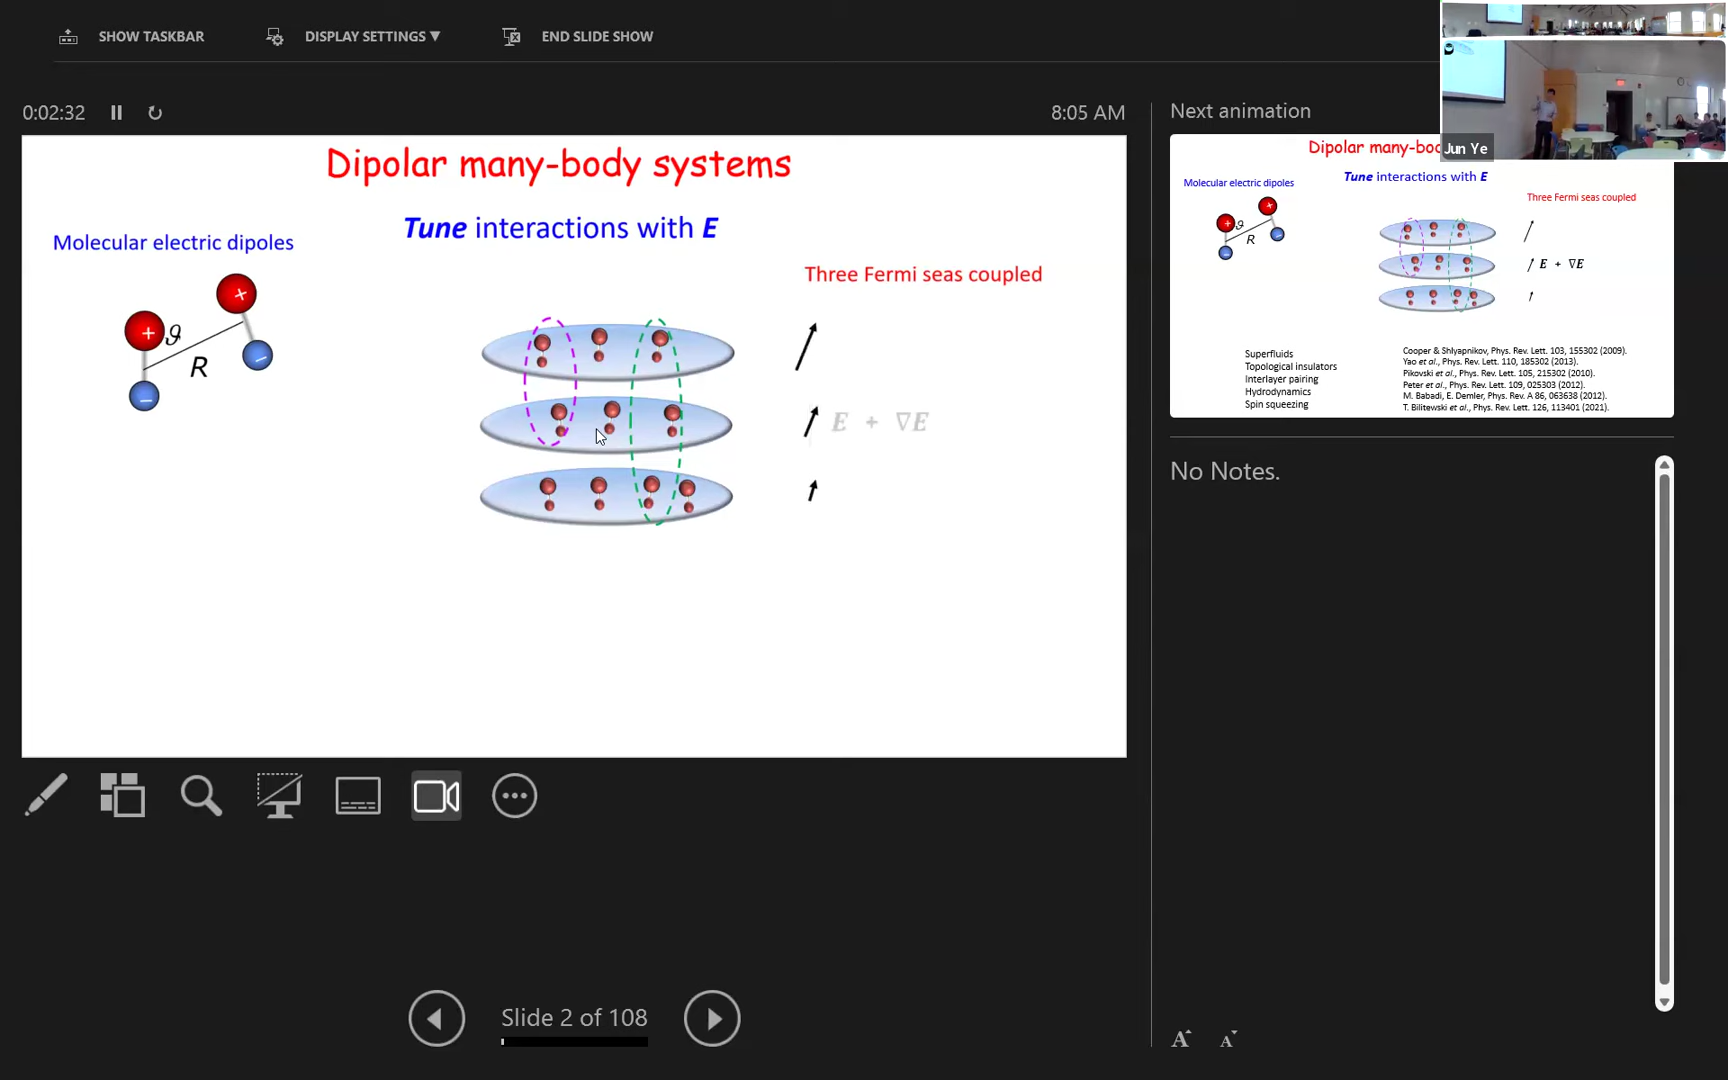 SHOW TASKBAR
DISPLAY SETTINGS ▼
END SLIDE SHOW
0:02:32
8:05 AM
Dipolar many-body systems
Tune interactions with E
Molecular electric dipoles
Three Fermi seas coupled
+
+
ϑ
R
−
−
E + ∇E
Slide 2 of 108
Next animation
Jun Ye
Dipolar many-bo
Tune interactions with E
Molecular electric dipoles
Three Fermi seas coupled
+
+
ϑ
R
−
−
E + ∇E
Superfluids
Topological insulators
Interlayer pairing
Hydrodynamics
Spin squeezing
Cooper & Shlyapnikov, Phys. Rev. Lett. 103, 155302 (2009).
Yao et al., Phys. Rev. Lett. 110, 185302 (2013).
Pikovski et al., Phys. Rev. Lett. 105, 215302 (2010).
Peter et al., Phys. Rev. Lett. 109, 025303 (2012).
M. Babadi, E. Demler, Phys. Rev. A 86, 063638 (2012).
T. Bilitewski et al., Phys. Rev. Lett. 126, 113401 (2021).
No Notes.
A A